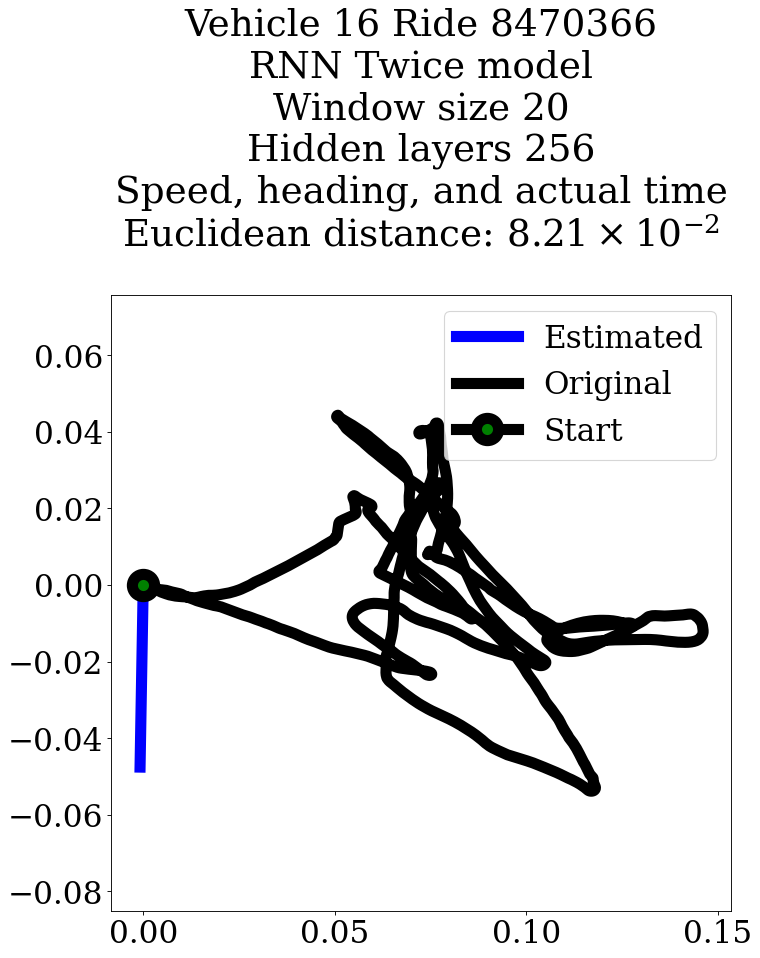 Vehicle 16 Ride 8470366
RNN Twice model
Window size 20
Hidden layers 256
Speed, heading, and actual time
Euclidean distance: 8.21 × 10⁻²
Estimated
Original
Start
0.06
0.04
0.02
0.00
−0.02
−0.04
−0.06
−0.08
0.00 0.05 0.10 0.15